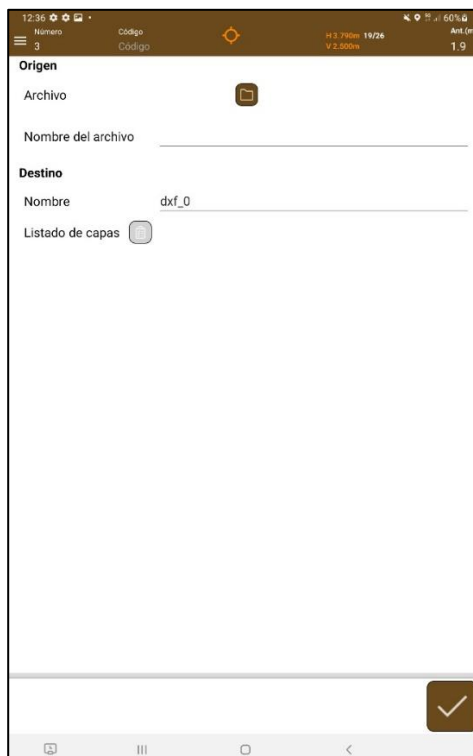 12:36 60%
Número Código H 3.790m 19/26 Ant.(m
3 Código V 2.500m 1.9
Origen
Archivo
Nombre del archivo
Destino
Nombre dxf_0
Listado de capas